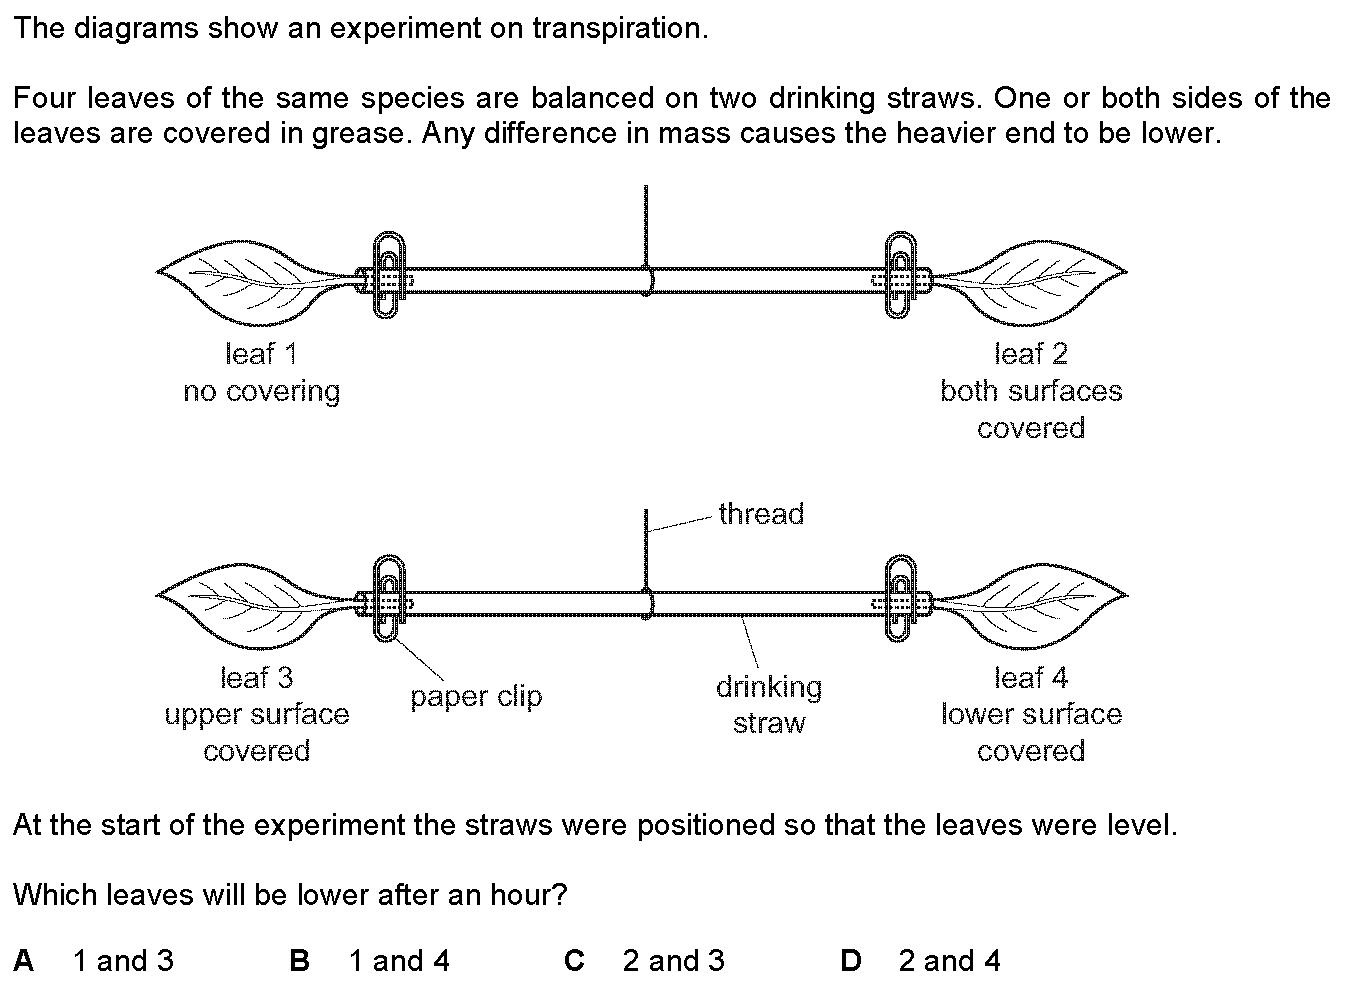 The diagrams show an experiment on transpiration.
Four leaves of the same species are balanced on two drinking straws. One or both sides of the
leaves are covered in grease. Any difference in mass causes the heavier end to be lower.
leaf 1
no covering
leaf 2
both surfaces
covered
thread
leaf 3
upper surface
covered
paper clip
drinking
straw
leaf 4
lower surface
covered
At the start of the experiment the straws were positioned so that the leaves were level.
Which leaves will be lower after an hour?
A 1 and 3 B 1 and 4 C 2 and 3 D 2 and 4